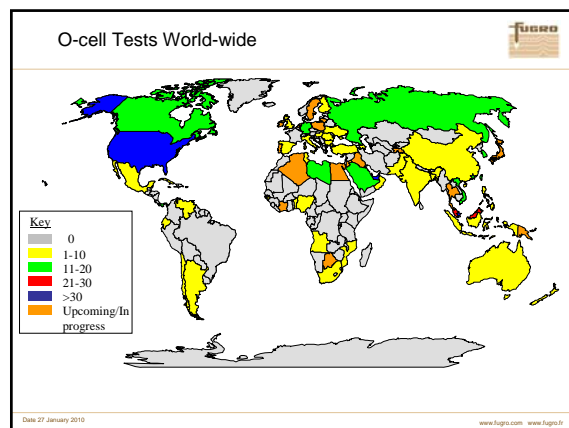 O-cell Tests World-wide
fugro
Key
0
1-10
11-20
21-30
>30
Upcoming/In
progress
Date 27 January 2010
www.fugro.com www.fugro.fr